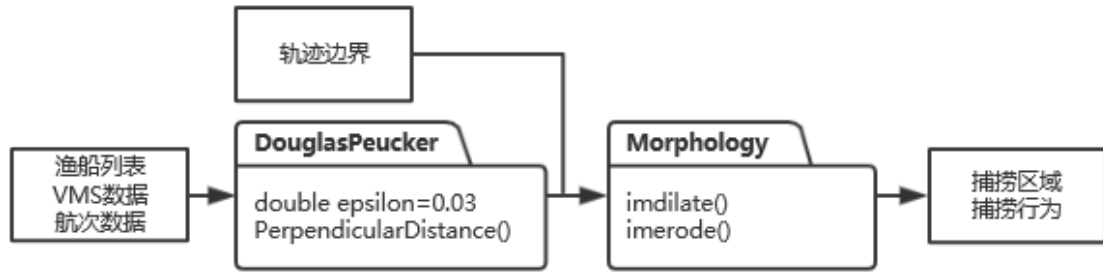 轨迹边界
渔船列表
VMS数据
航次数据
DouglasPeucker
double epsilon=0.03
PerpendicularDistance()
Morphology
imdilate()
imerode()
捕捞区域
捕捞行为